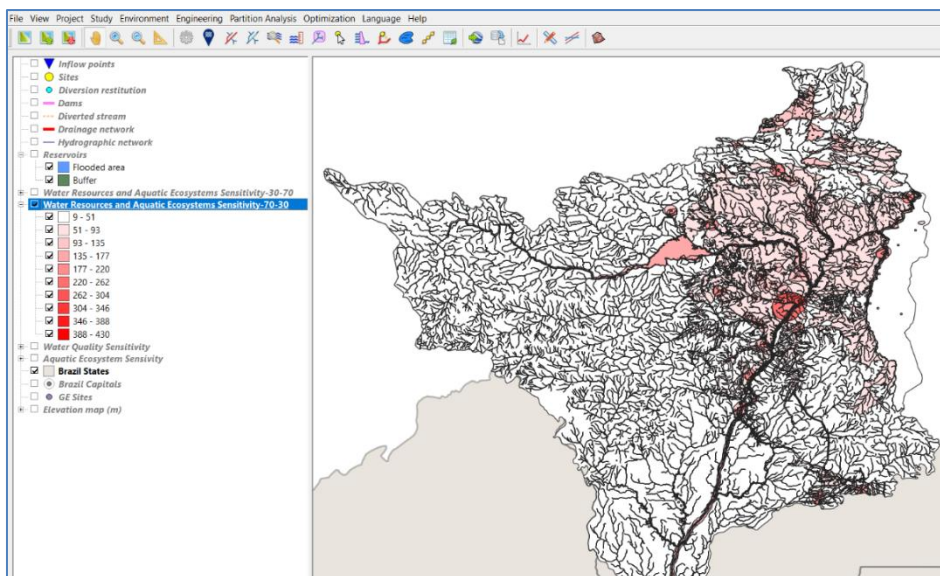 File View Project Study Environment Engineering Partition Analysis Optimization Language Help
Inflow points
Sites
Diversion restitution
Dams
Diverted stream
Drainage network
Hydrographic network
Reservoirs
Flooded area
Buffer
Water Resources and Aquatic Ecosystems Sensitivity-30-70
Water Resources and Aquatic Ecosystems Sensitivity-70-30
9 - 51
51 - 93
93 - 135
135 - 177
177 - 220
220 - 262
262 - 304
304 - 346
346 - 388
388 - 430
Water Quality Sensitivity
Aquatic Ecosystem Sensivity
Brazil States
Brazil Capitals
GE Sites
Elevation map (m)